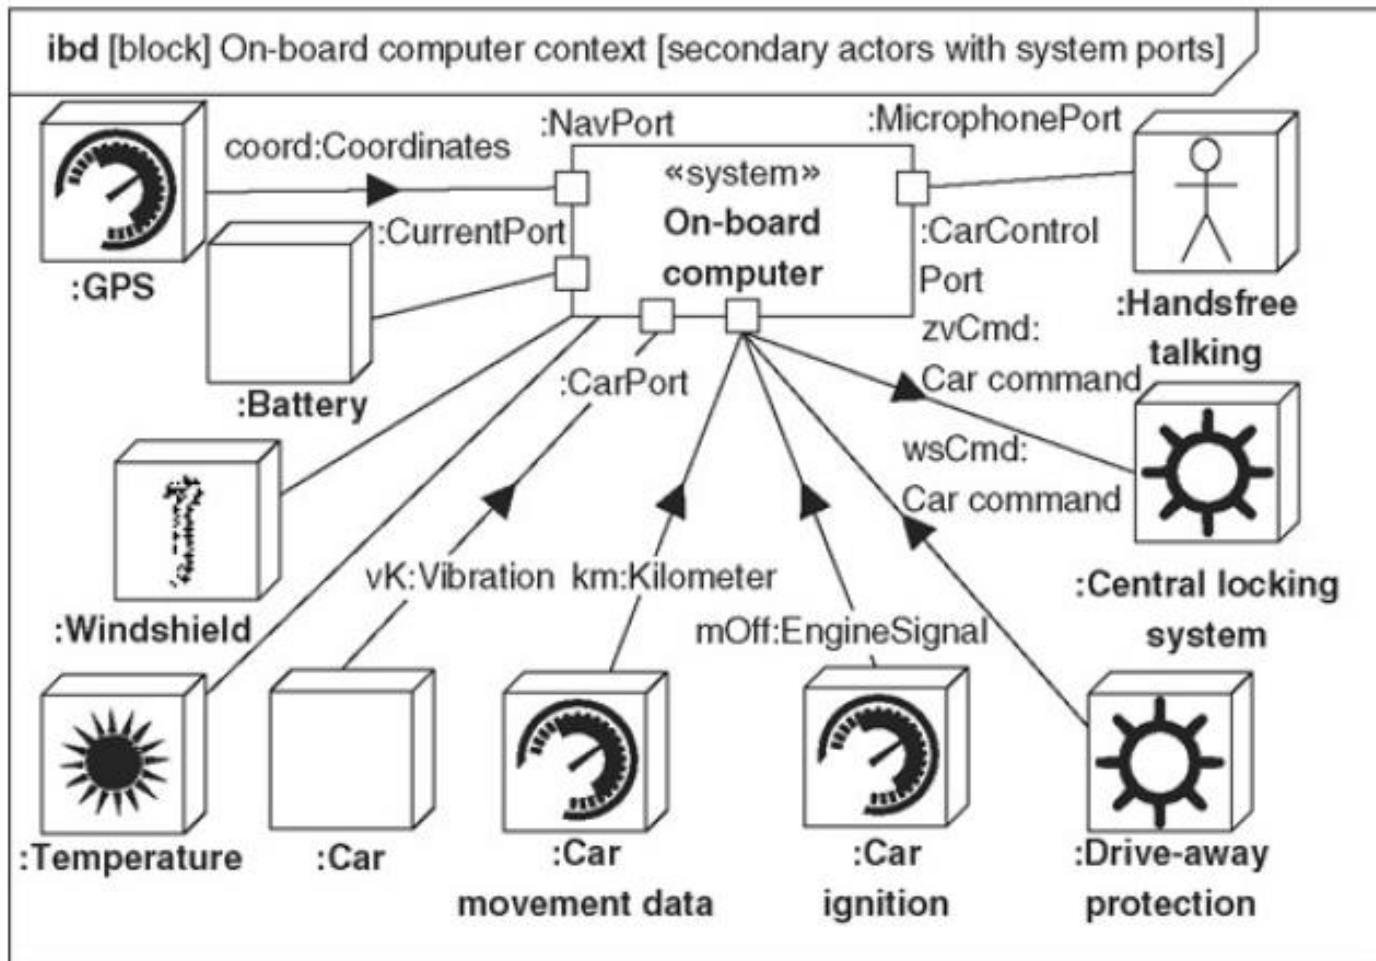 ibd [block] On-board computer context [secondary actors with system ports]
coord:Coordinates
:NavPort
:MicrophonePort
«system»
On-board
computer
:CurrentPort
:CarControl
Port
:GPS
:Handsfree
talking
zvCmd:
Car command
:CarPort
:Battery
wsCmd:
Car command
vK:Vibration
km:Kilometer
:Central locking
system
:Windshield
mOff:EngineSignal
:Temperature
:Car
:Car
movement data
:Car
ignition
:Drive-away
protection